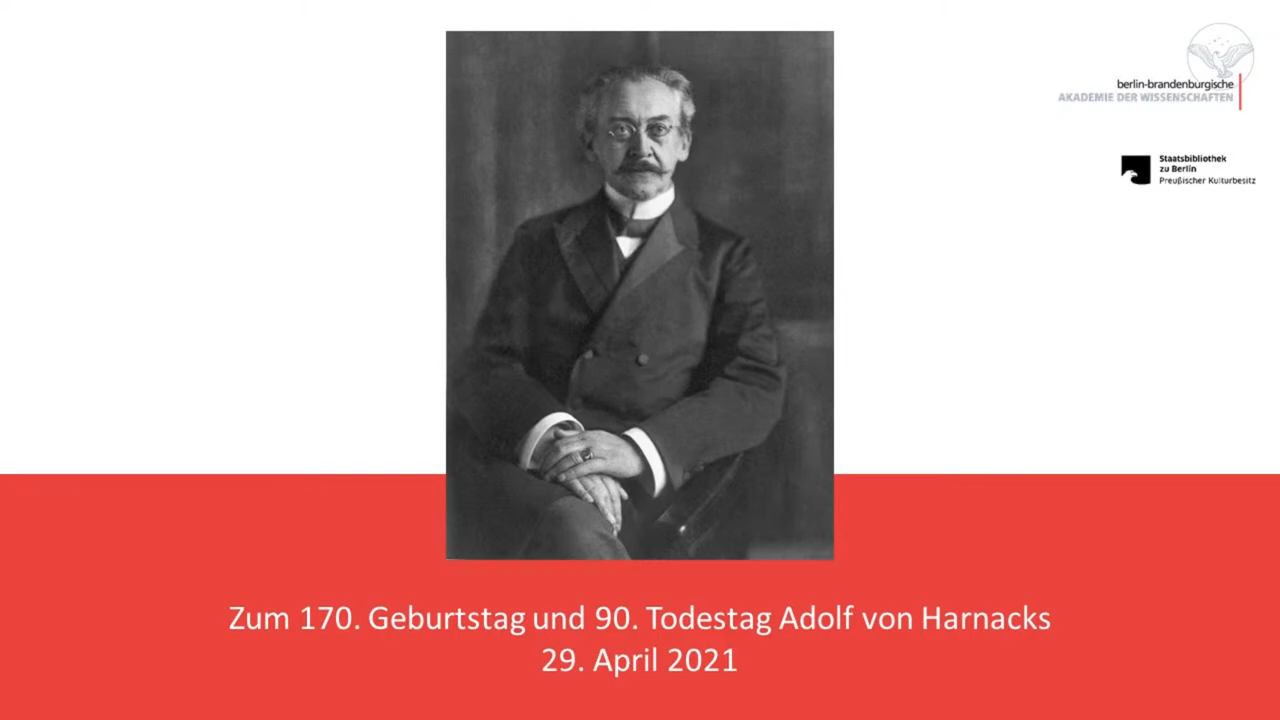 berlin-brandenburgische
AKADEMIE DER WISSENSCHAFTEN
Staatsbibliothek
zu Berlin
Preußischer Kulturbesitz
Zum 170. Geburtstag und 90. Todestag Adolf von Harnacks
29. April 2021